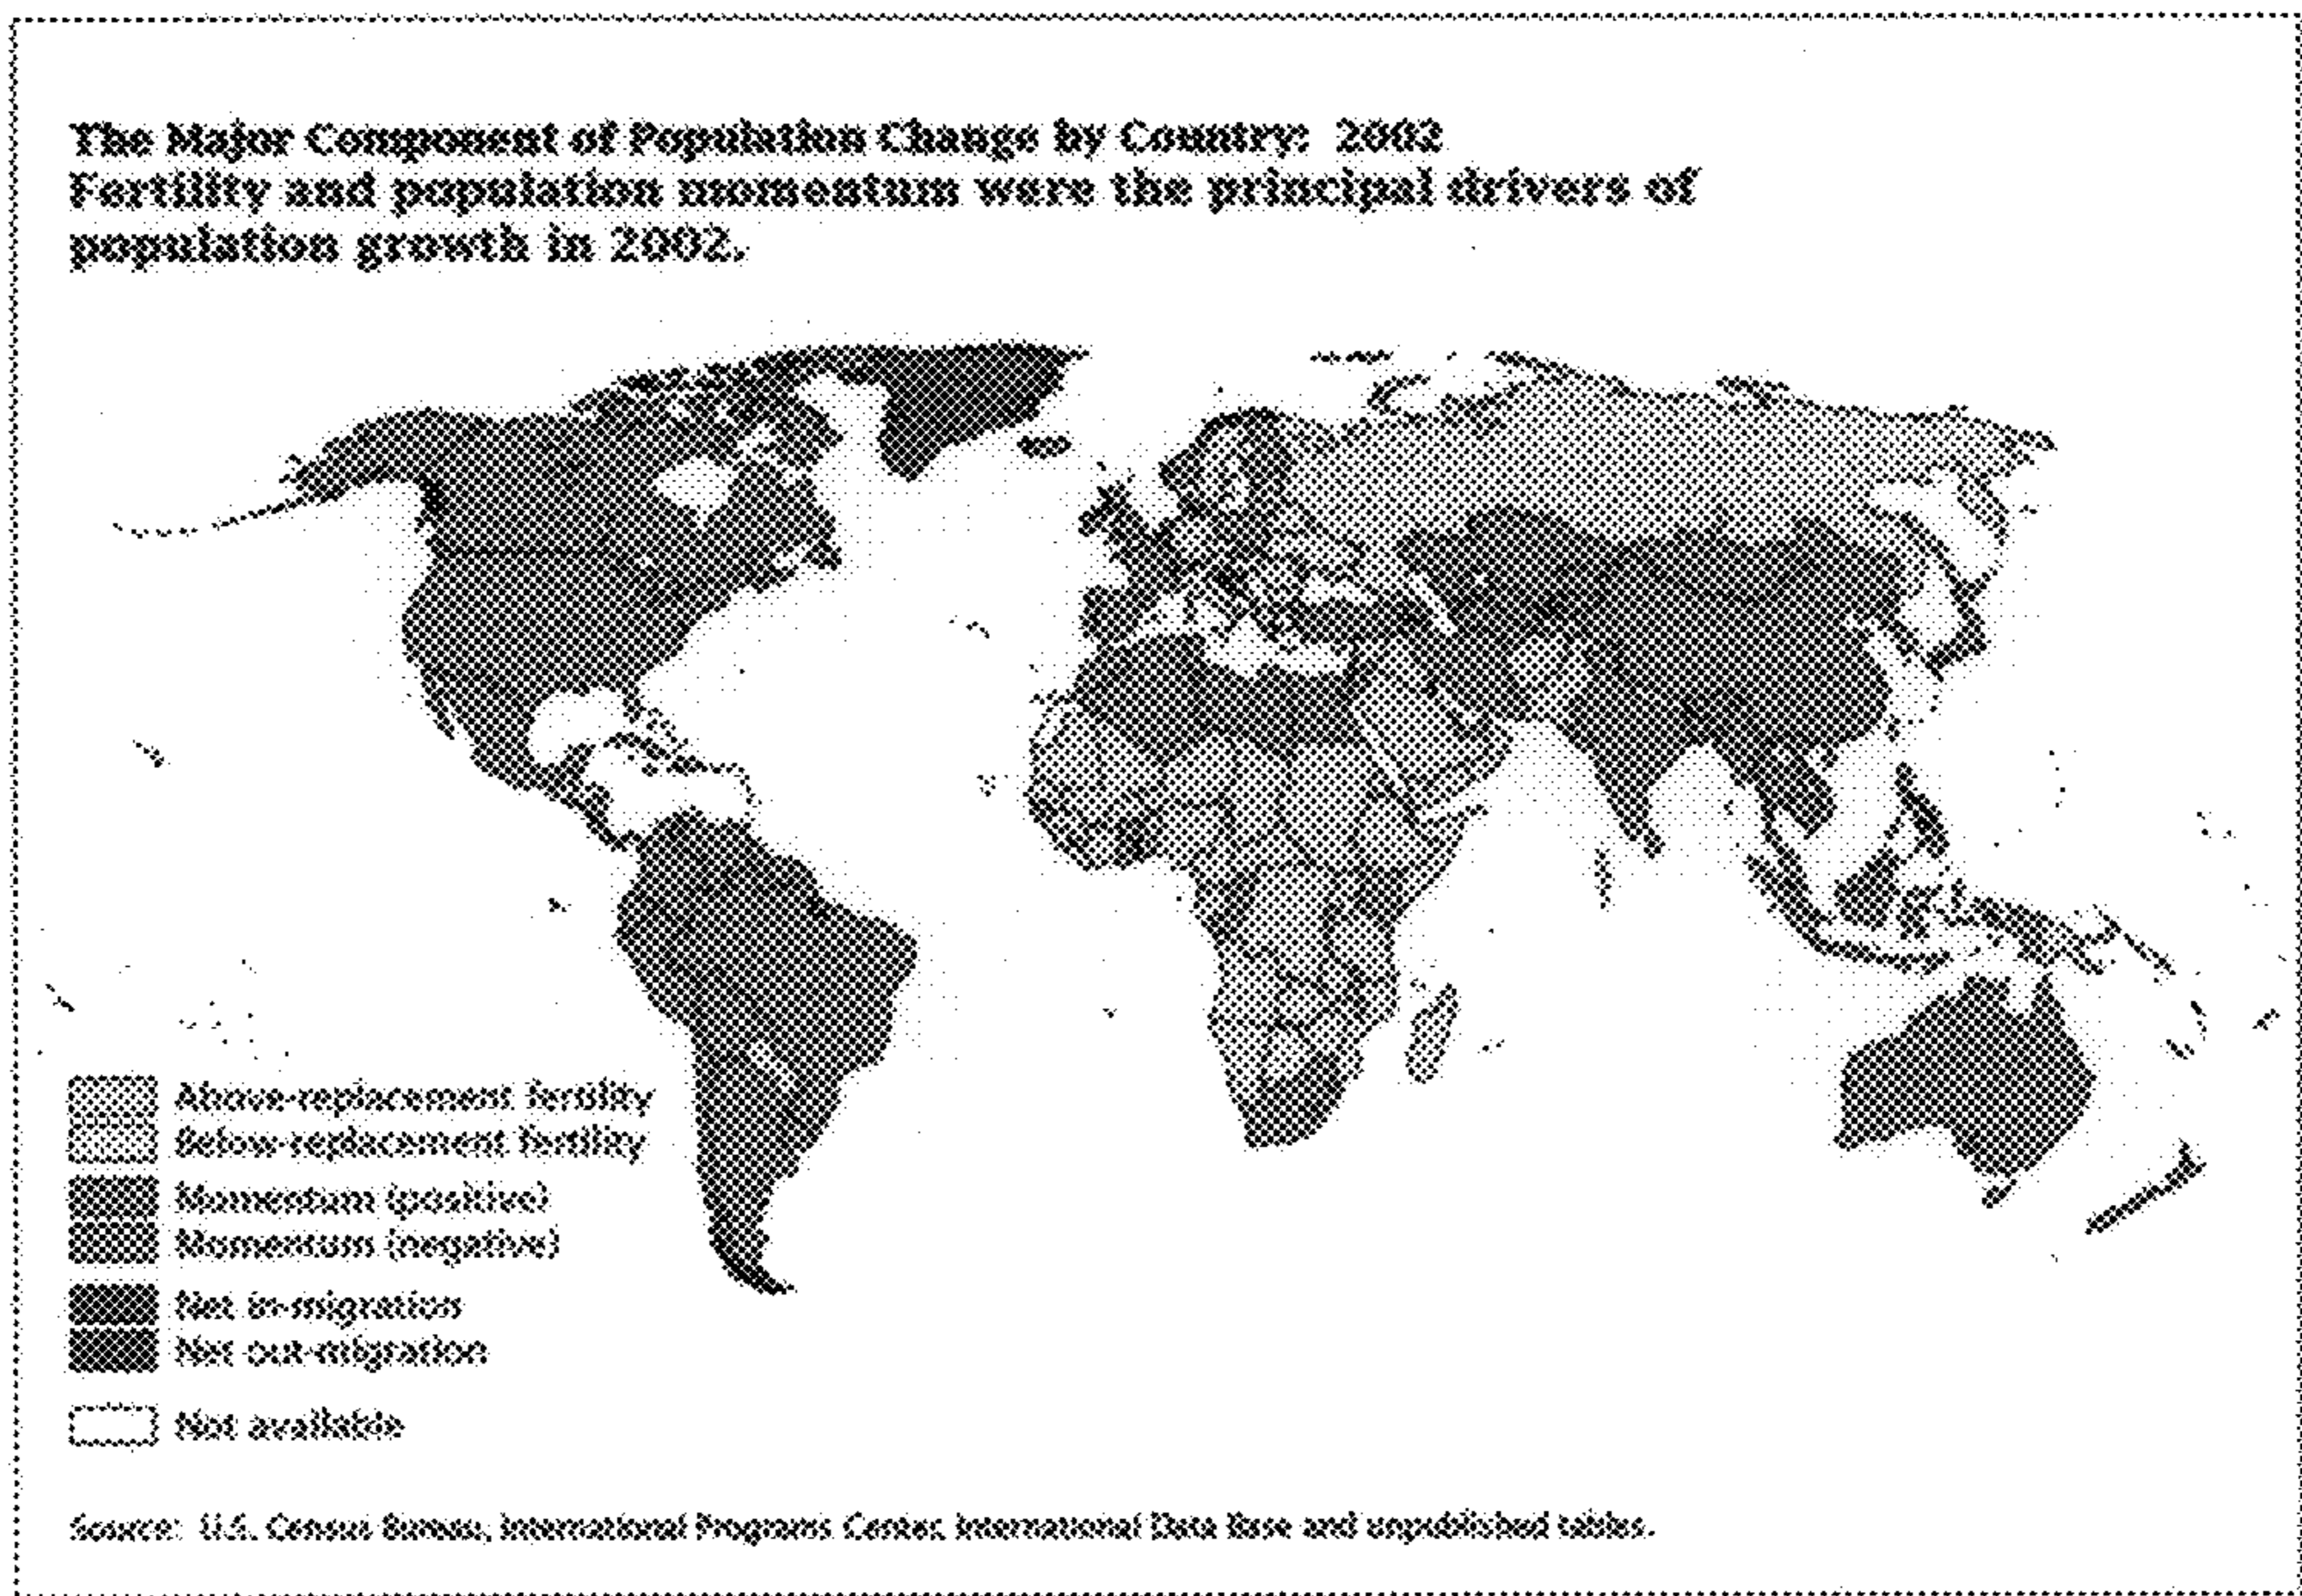 The Major Component of Population Change by Country: 2002
Fertility and population momentum were the principal drivers of
population growth in 2002.
Above-replacement fertility
Below-replacement fertility
Momentum (positive)
Momentum (negative)
Net in-migration
Net out-migration
Not available
Source: U.S. Census Bureau, International Programs Center, International Data Base and unpublished tables.